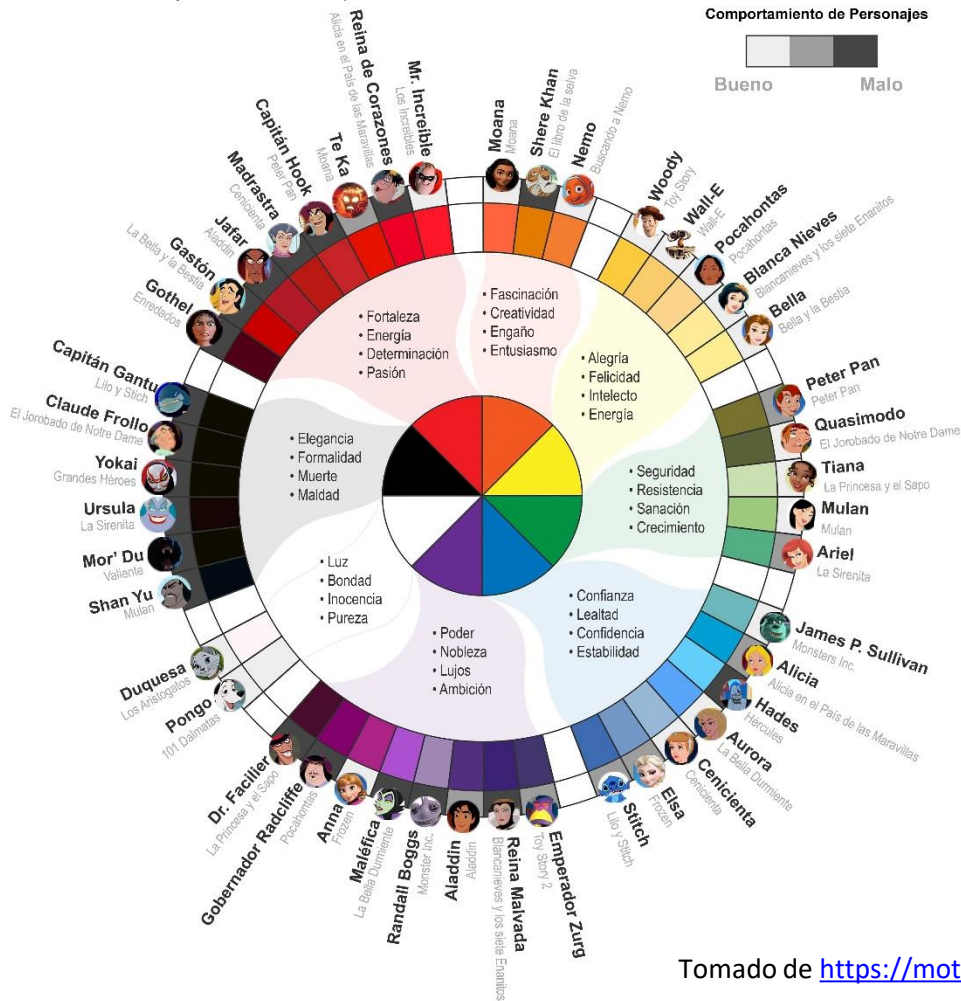 Comportamiento de Personajes
Bueno
Malo
Moana
Moana
Shere Khan
El libro de la selva
Nemo
Buscando a Nemo
Woody
Toy Story
Wall-E
Wall-E
Pocahontas
Pocahontas
Blanca Nieves
Blancanieves y los siete Enanitos
Bella
Bella y la Bestia
Peter Pan
Peter Pan
Quasimodo
El Jorobado de Notre Dame
Tiana
La Princesa y el Sapo
Mulan
Mulan
Ariel
La Sirenita
James P. Sullivan
Monsters Inc.
Alicia
Alicia en el País de las Maravillas
Hades
Hércules
Aurora
La Bella Durmiente
Cenicienta
Cenicienta
Elsa
Frozen
Stitch
Lilo y Stitch
Emperador Zurg
Toy Story 2
Reina Malvada
Blancanieves y los siete Enanitos
Aladdin
Aladdin
Randall Boggs
Monster Inc.
Maléfica
La Bella Durmiente
Anna
Frozen
Gobernador Radcliffe
Pocahontas
Dr. Facilier
La Princesa y el Sapo
Pongo
101 Dálmatas
Duquesa
Los Aristogatos
Shan Yu
Mulan
Mor' Du
Valiente
Ursula
La Sirenita
Yokai
Grandes Héroes
Claude Frollo
El Jorobado de Notre Dame
Capitán Gantu
Lilo y Stich
Gothel
Enredados
Gastón
La Bella y la Bestia
Jafar
Aladdin
Madrastra
Cenicienta
Capitán Hook
Peter Pan
Te Ka
Moana
Reina de Corazones
Alicia en el País de las Maravillas
Mr. Increíble
Los Increibles
• Fortaleza
• Energía
• Determinación
• Pasión
• Fascinación
• Creatividad
• Engaño
• Entusiasmo
• Alegría
• Felicidad
• Intelecto
• Energía
• Seguridad
• Resistencia
• Sanación
• Crecimiento
• Confianza
• Lealtad
• Confidencia
• Estabilidad
• Poder
• Nobleza
• Lujos
• Ambición
• Luz
• Bondad
• Inocencia
• Pureza
• Elegancia
• Formalidad
• Muerte
• Maldad
Tomado de https://mot